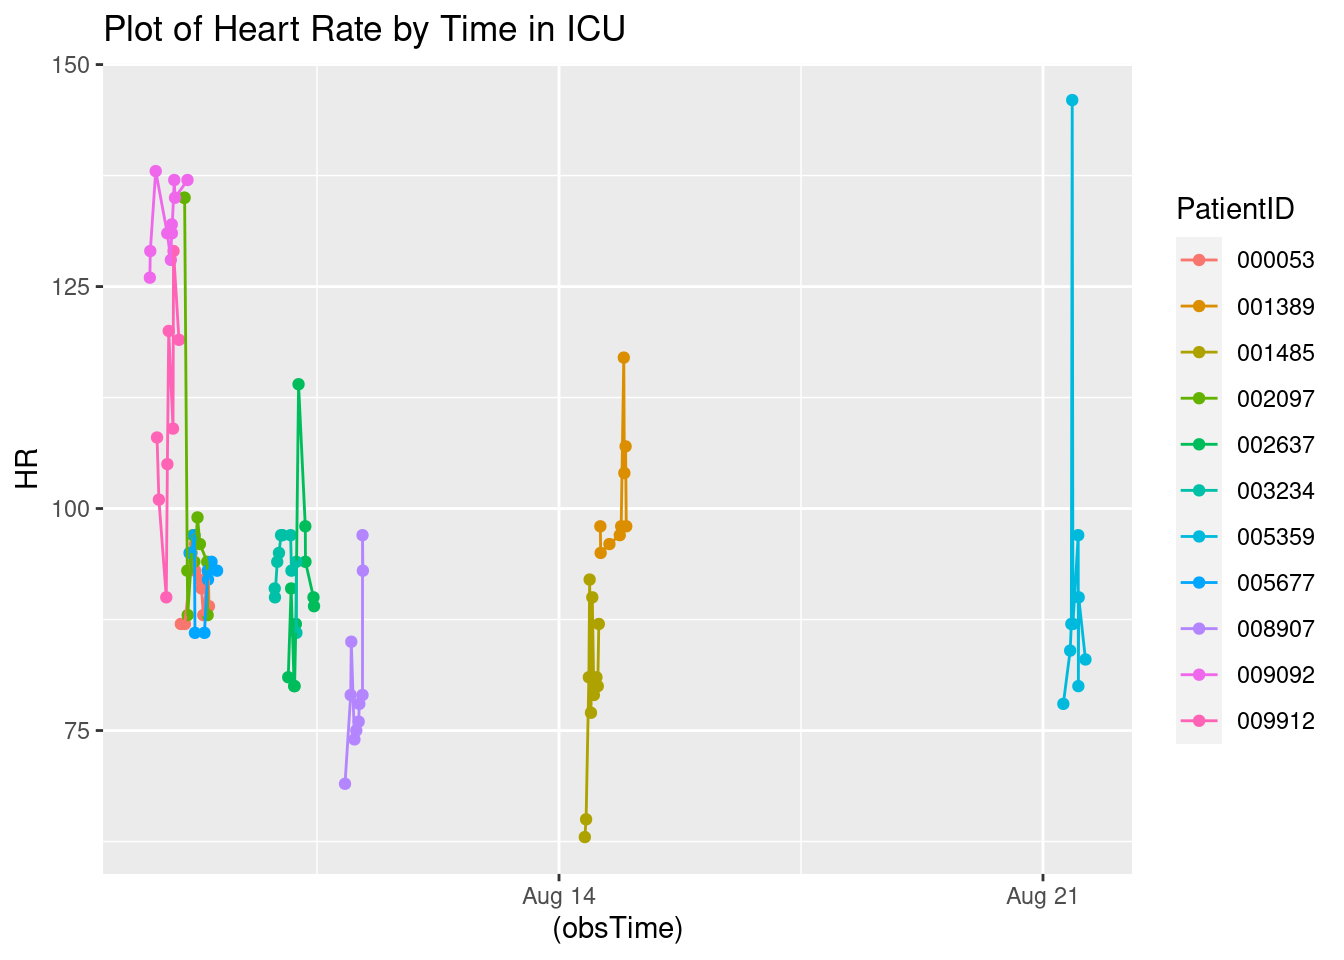 Plot of Heart Rate by Time in ICU
150
125
100
75
HR
Aug 14
Aug 21
(obsTime)
PatientID
000053
001389
001485
002097
002637
003234
005359
005677
008907
009092
009912